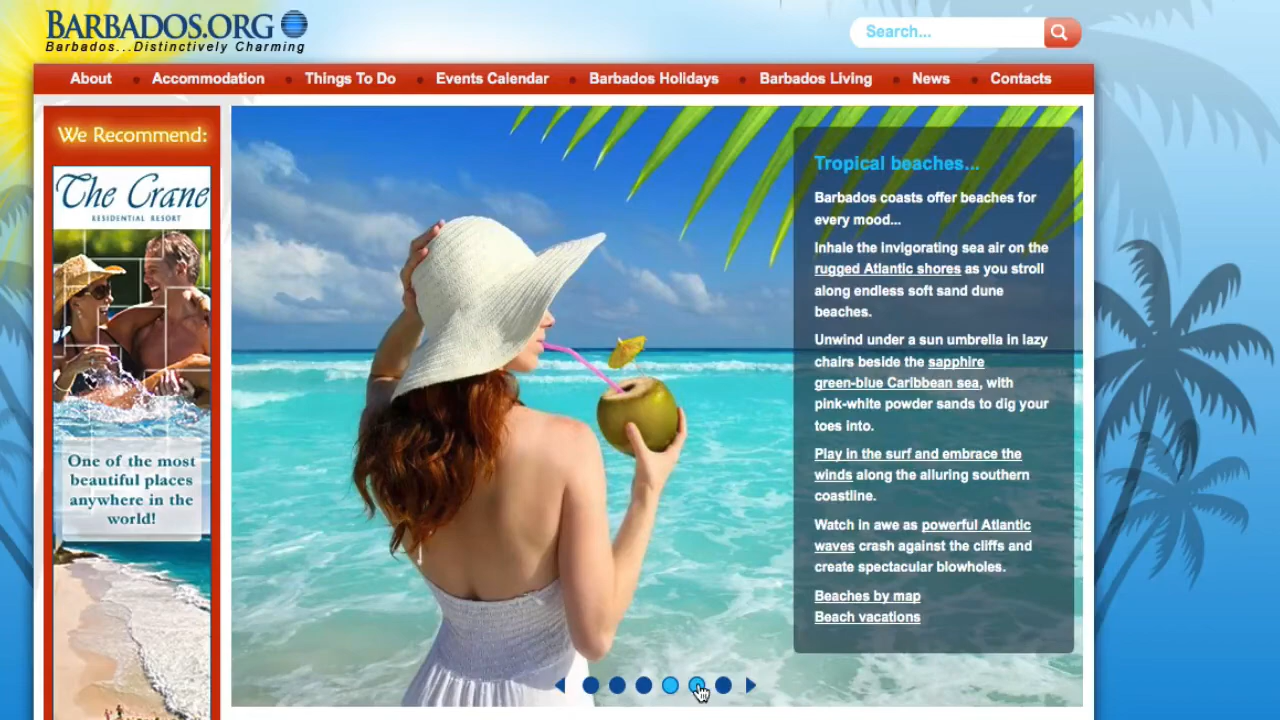 BARBADOS.ORG
Barbados...Distinctively Charming
Search...
About
Accommodation
Things To Do
Events Calendar
Barbados Holidays
Barbados Living
News
Contacts
We Recommend:
The Crane
RESIDENTIAL RESORT
One of the most
beautiful places
anywhere in the
world!
Tropical beaches...
Barbados coasts offer beaches for
every mood...
Inhale the invigorating sea air on the
rugged Atlantic shores as you stroll
along endless soft sand dune
beaches.
Unwind under a sun umbrella in lazy
chairs beside the sapphire
green-blue Caribbean sea, with
pink-white powder sands to dig your
toes into.
Play in the surf and embrace the
winds along the alluring southern
coastline.
Watch in awe as powerful Atlantic
waves crash against the cliffs and
create spectacular blowholes.
Beaches by map
Beach vacations